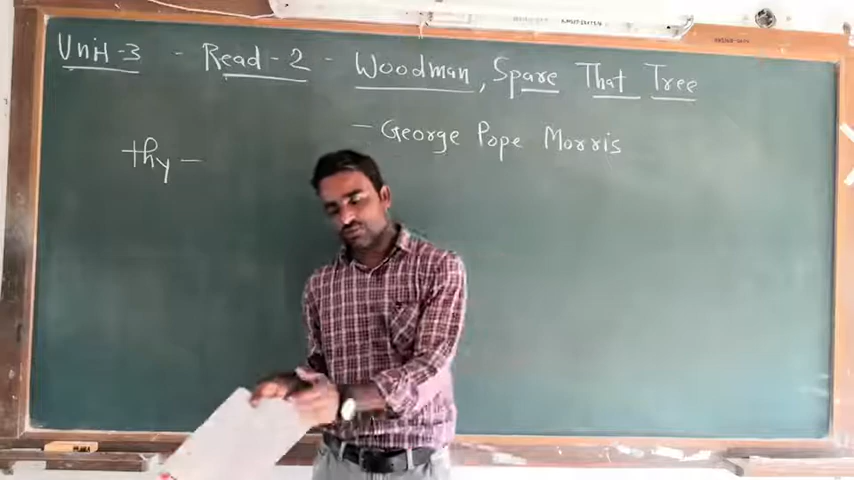 Unit-3 - Read-2 - Woodman, Spare That Tree
- George Pope Morris
thy -